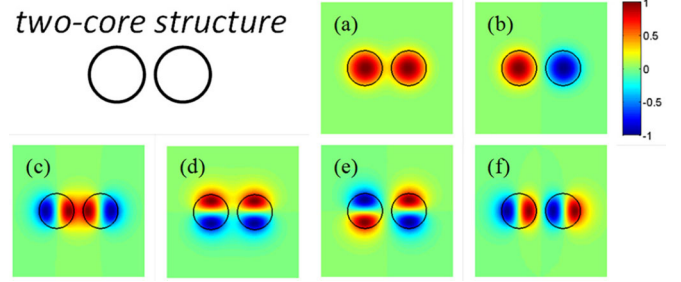 two-core structure
(a)
(b)
1
0.5
0
-0.5
-1
(c)
(d)
(e)
(f)